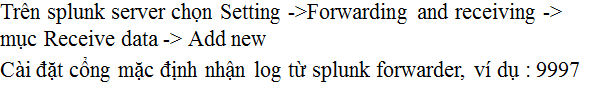 Trên splunk server chọn Setting ->Forwarding and receiving ->
mục Receive data -> Add new
Cài đặt cổng mặc định nhận log từ splunk forwarder, ví dụ : 9997